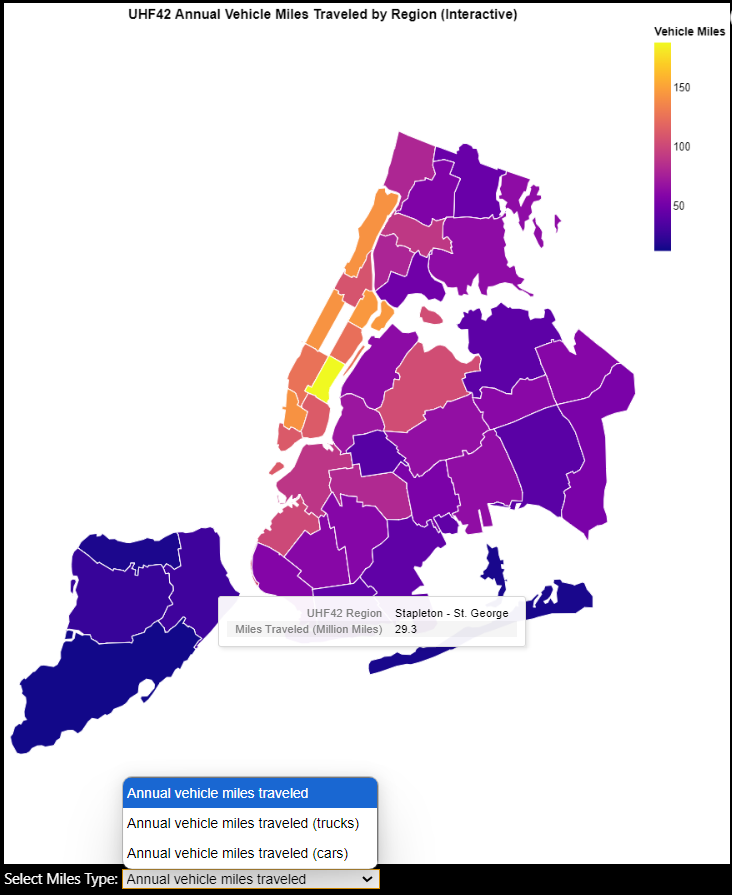 UHF42 Annual Vehicle Miles Traveled by Region (Interactive)
Vehicle Miles
150
100
50
UHF42 Region Stapleton - St. George
Miles Traveled (Million Miles) 29.3
Annual vehicle miles traveled
Annual vehicle miles traveled (trucks)
Annual vehicle miles traveled (cars)
Select Miles Type: Annual vehicle miles traveled